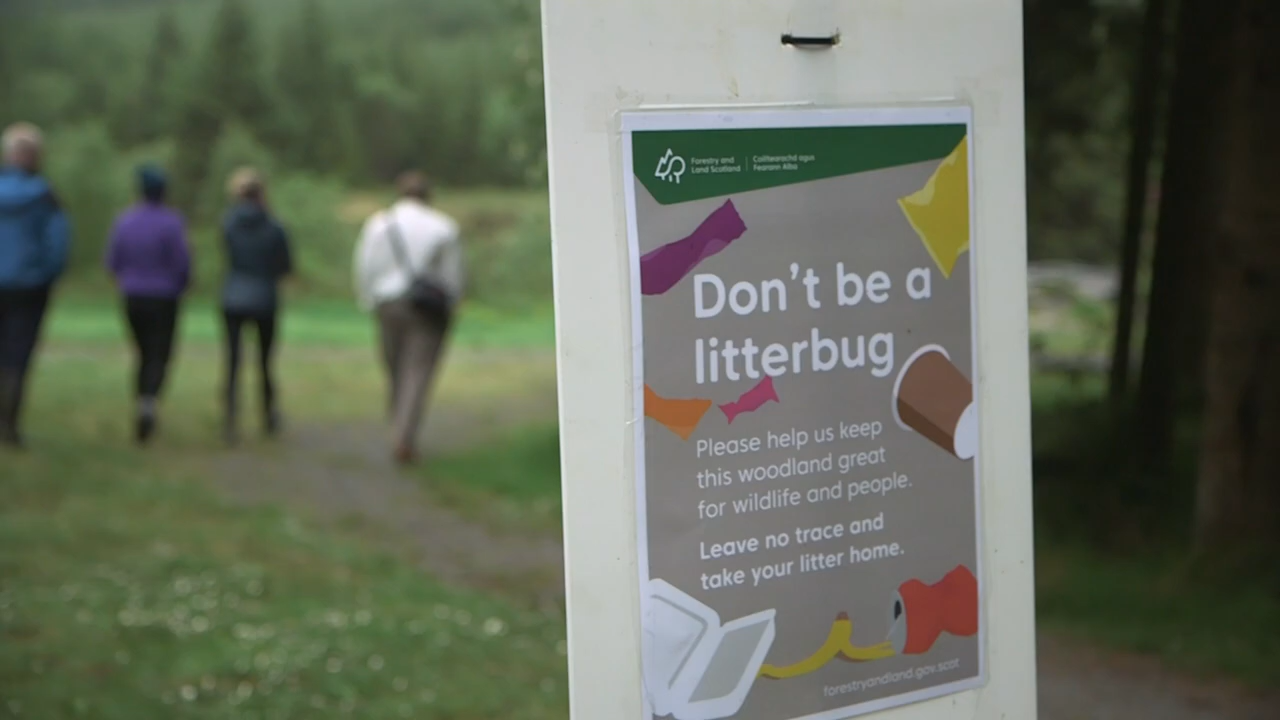 Forestry and
Land Scotland
Coilltearachd agus
Fearann Alba
Don't be a
litterbug
Please help us keep
this woodland great
for wildlife and people.
Leave no trace and
take your litter home.
forestryandland.gov.scot